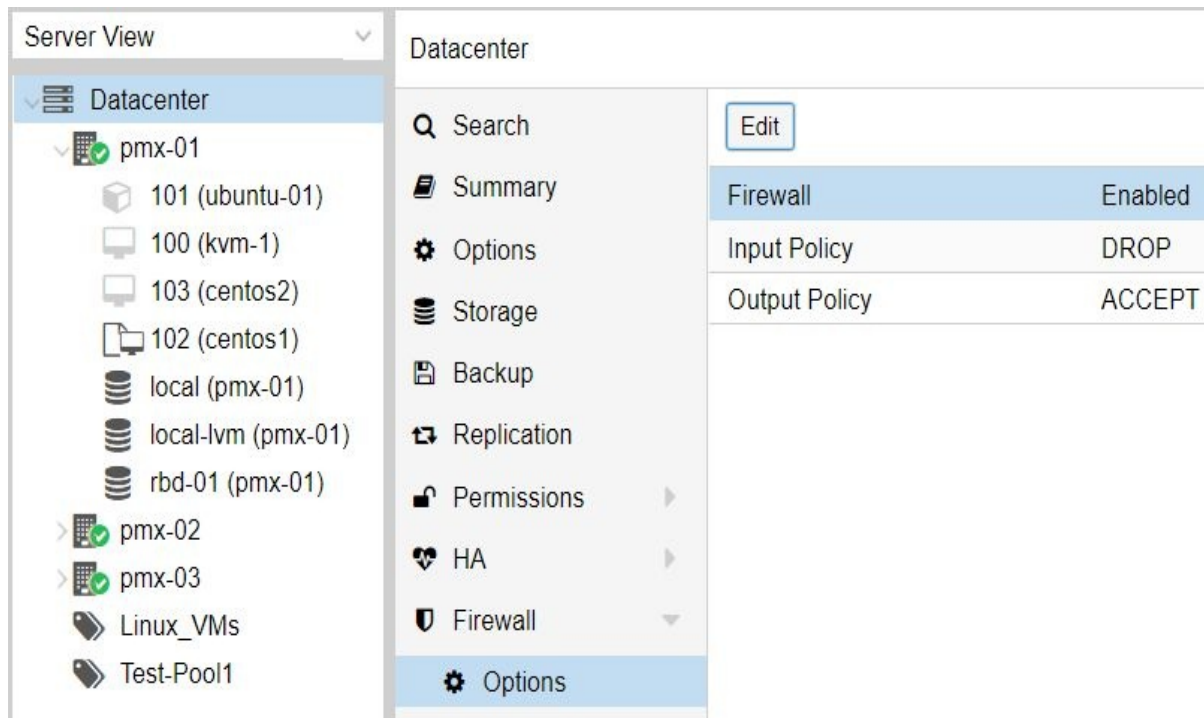 Server View
Datacenter
pmx-01
101 (ubuntu-01)
100 (kvm-1)
103 (centos2)
102 (centos1)
local (pmx-01)
local-lvm (pmx-01)
rbd-01 (pmx-01)
pmx-02
pmx-03
Linux_VMs
Test-Pool1
Datacenter
Search
Summary
Options
Storage
Backup
Replication
Permissions
HA
Firewall
Options
Edit
Firewall Enabled
Input Policy DROP
Output Policy ACCEPT